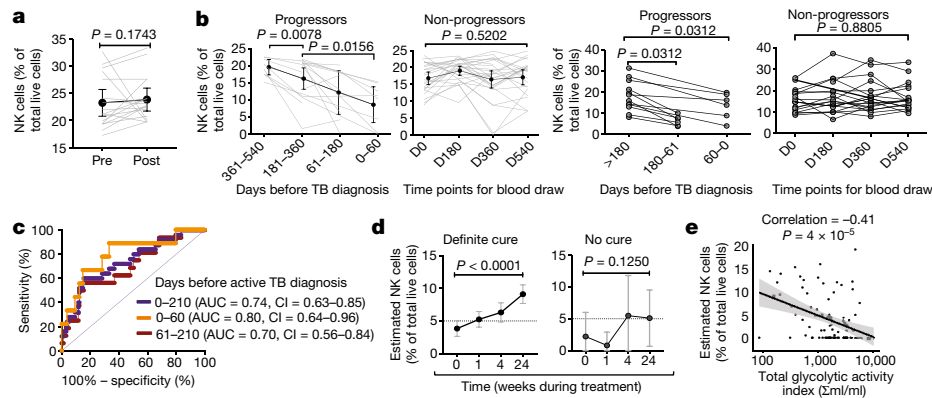 a
P = 0.1743
NK cells (% of
total live cells)
35
30
25
20
15
Pre
Post
b
Progressors
P = 0.0078
P = 0.0156
NK cells (% of
total live cells)
25
20
15
10
5
0
361–540
181–360
61–180
0–60
Days before TB diagnosis
Non-progressors
P = 0.5202
25
20
15
10
5
0
D0
D180
D360
D540
Time points for blood draw
Progressors
P = 0.0312
P = 0.0312
NK cells (% of
total live cells)
40
30
20
10
0
>180
180–61
60–0
Days before TB diagnosis
Non-progressors
P = 0.8805
40
30
20
10
0
D0
D180
D360
D540
Time points for blood draw
c
Sensitivity (%)
100
80
60
40
20
0
0
20
40
60
80
100
100% – specificity (%)
Days before active TB diagnosis
0–210 (AUC = 0.74, CI = 0.63–0.85)
0–60 (AUC = 0.80, CI = 0.64–0.96)
61–210 (AUC = 0.70, CI = 0.56–0.84)
d
Definite cure
P < 0.0001
Estimated NK cells
(% of total live cells)
15
10
5
0
0
1
4
24
No cure
P = 0.1250
15
10
5
0
0
1
4
24
Time (weeks during treatment)
e
Correlation = –0.41
P = 4 × 10⁻⁵
Estimated NK cells
(% of total live cells)
20
15
10
5
0
100
1,000
10,000
Total glycolytic activity
index (Σml/ml)